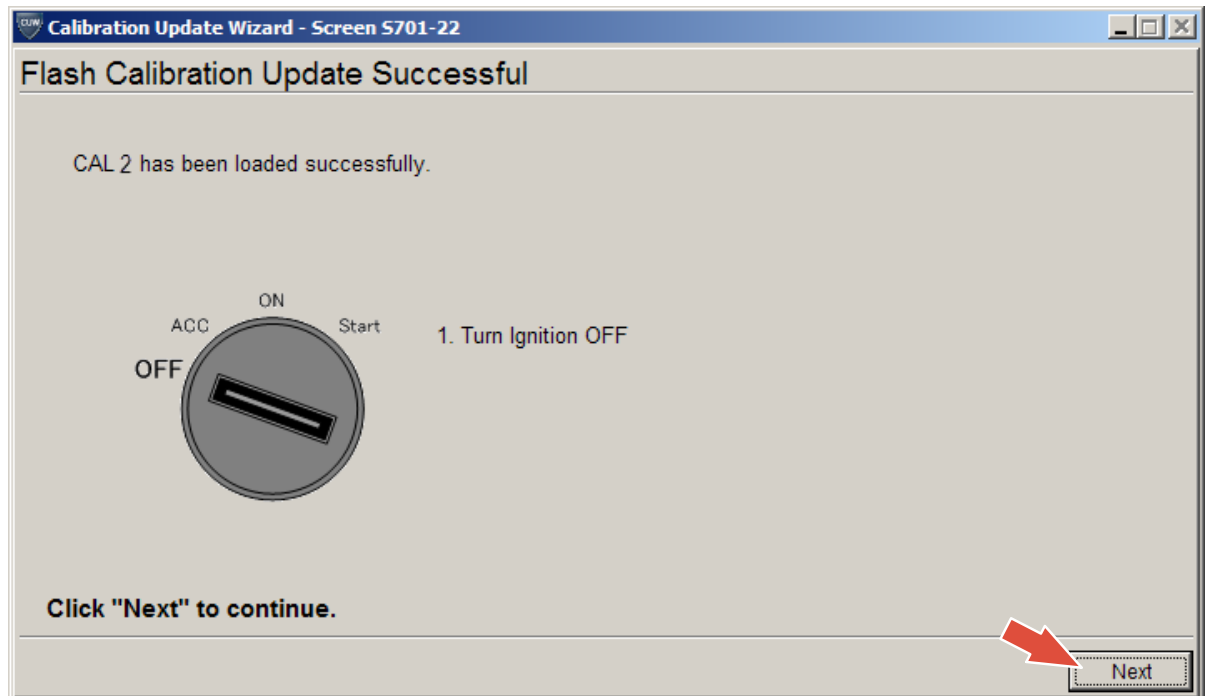 CUW Calibration Update Wizard - Screen S701-22
Flash Calibration Update Successful
CAL 2 has been loaded successfully.
ON
ACC Start
OFF
1. Turn Ignition OFF
Click "Next" to continue.
Next